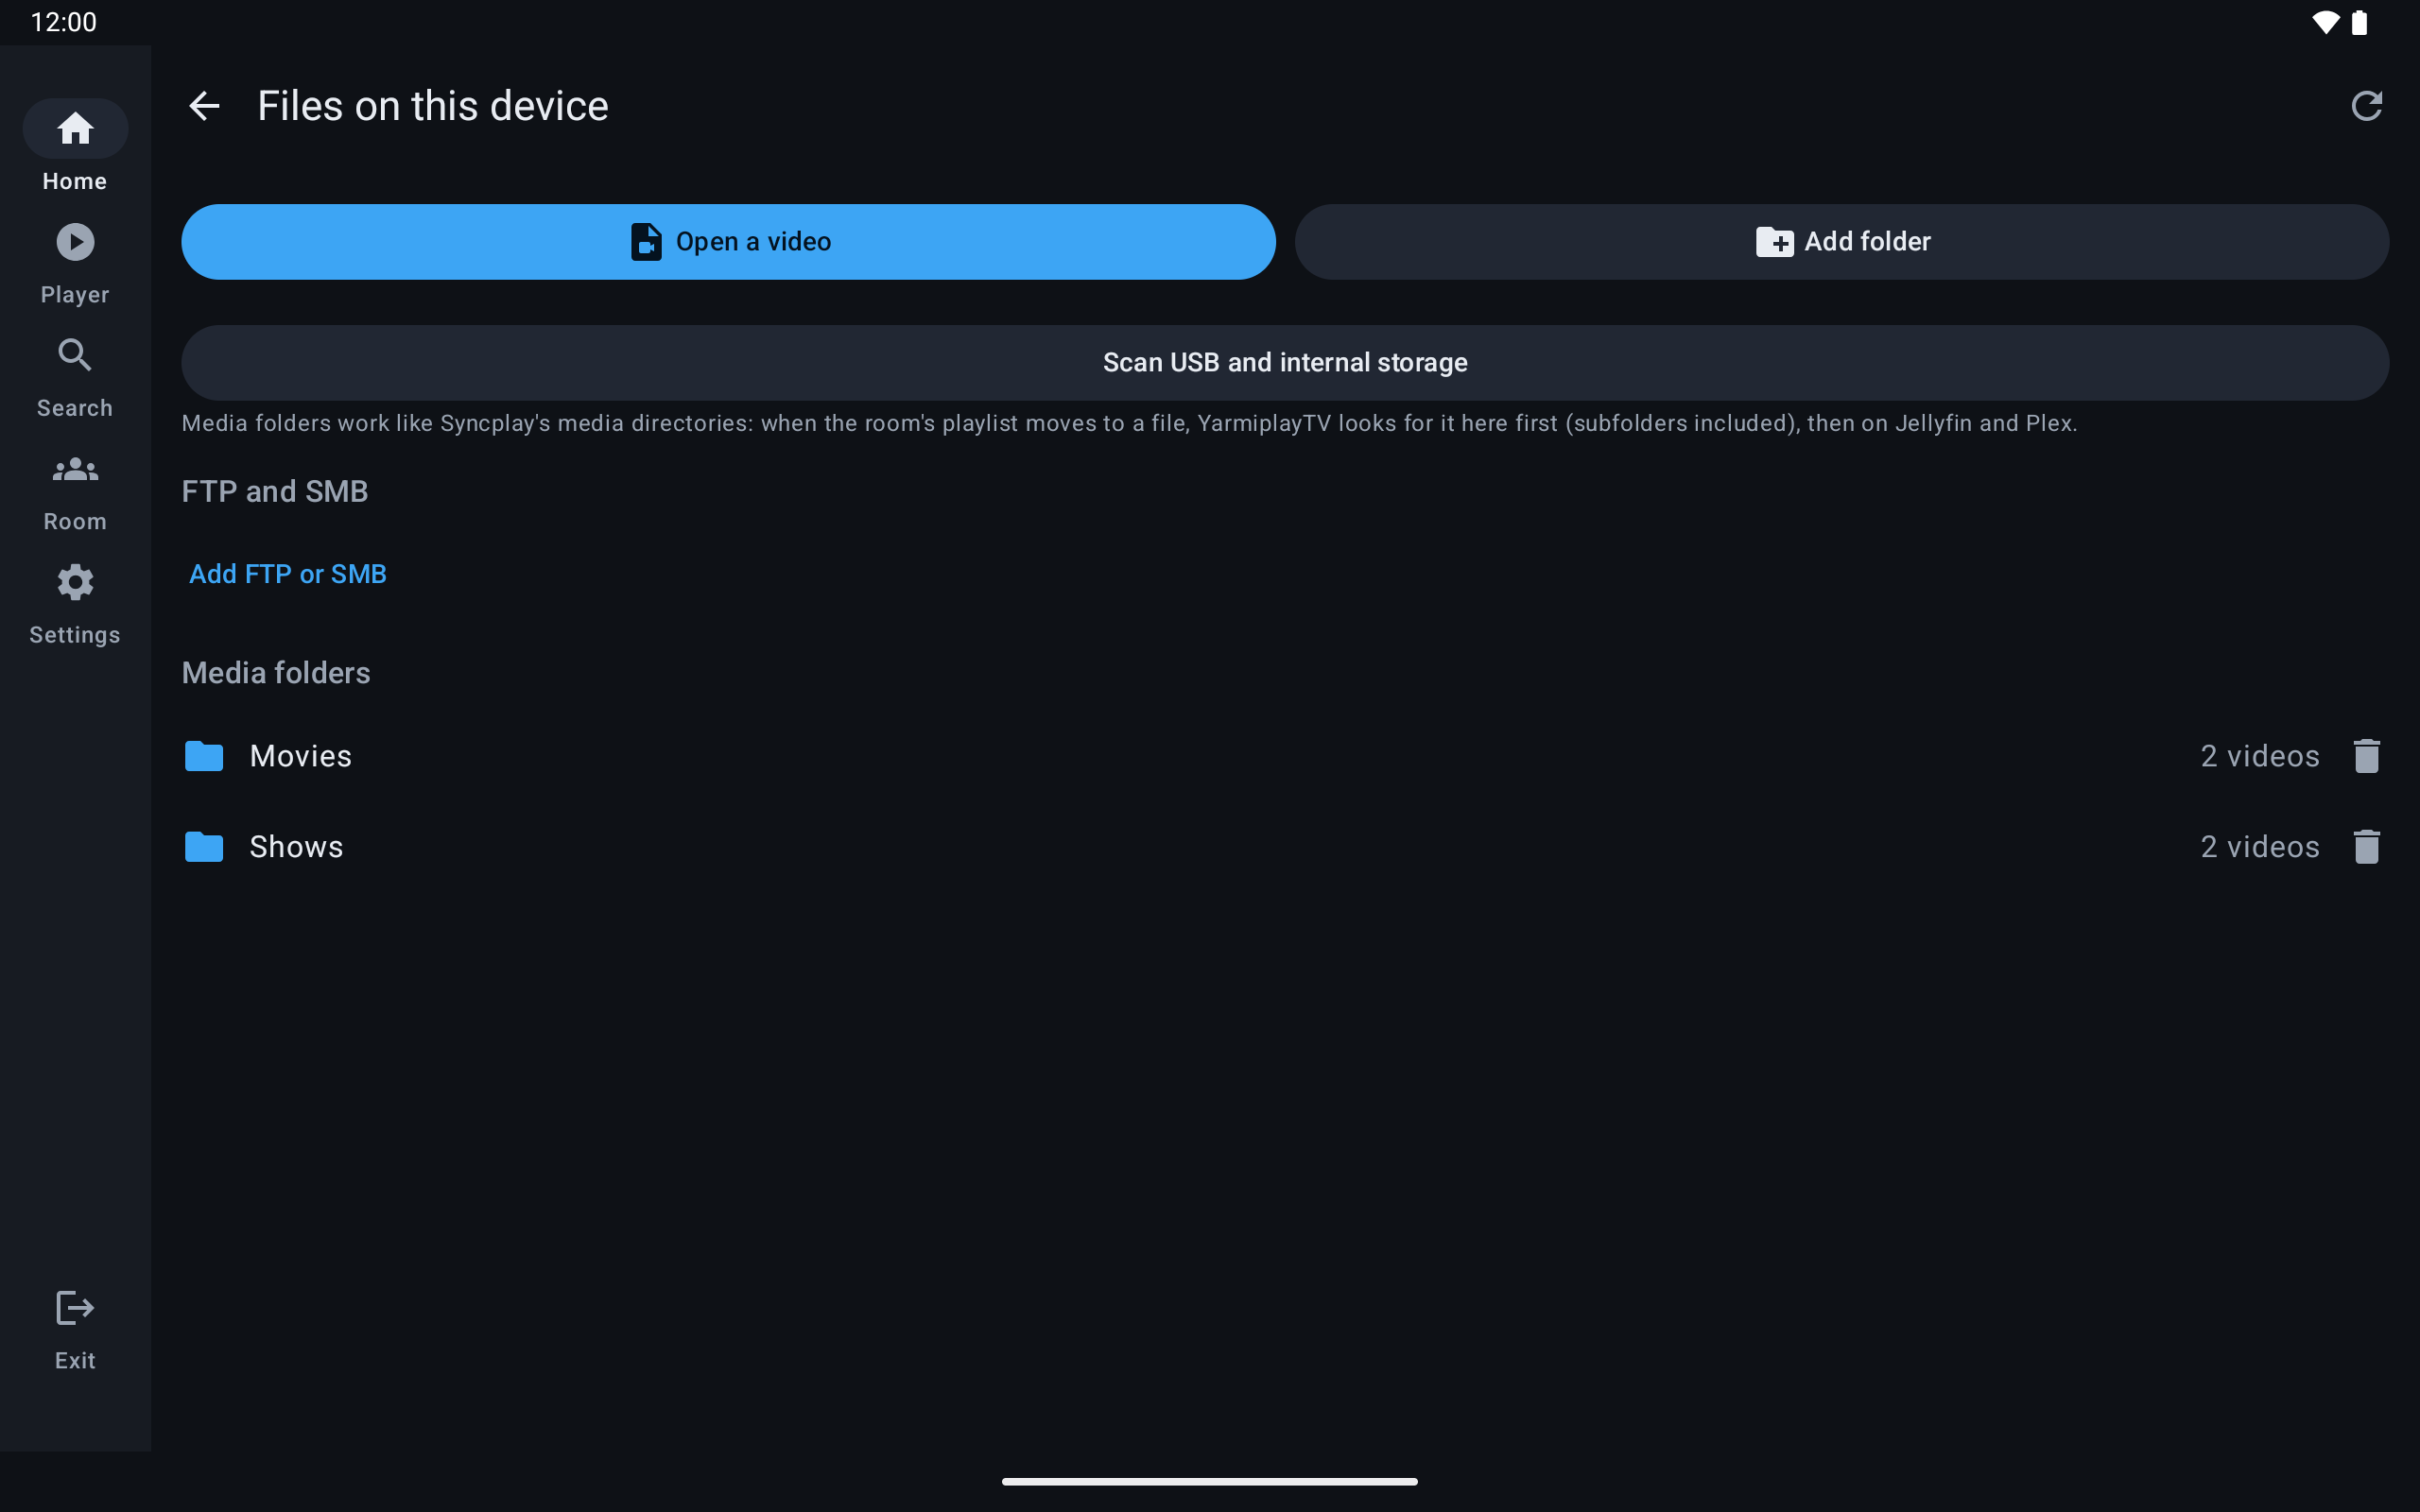 12:00
Files on this device
Home
Player
Search
Room
Settings
Exit
Open a video
Add folder
Scan USB and internal storage
Media folders work like Syncplay's media directories: when the room's playlist moves to a file, YarmiplayTV looks for it here first (subfolders included), then on Jellyfin and Plex.
FTP and SMB
Add FTP or SMB
Media folders
Movies
2 videos
Shows
2 videos